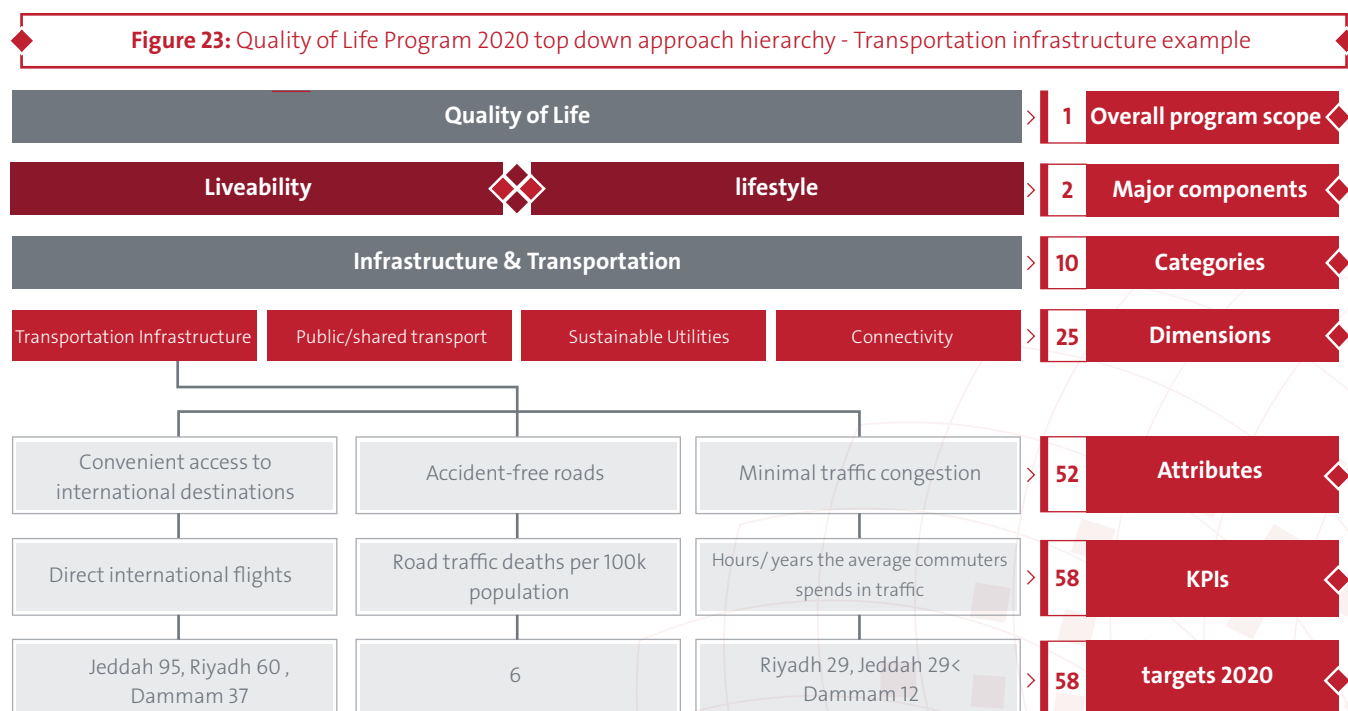 Figure 23: Quality of Life Program 2020 top down approach hierarchy - Transportation infrastructure example
Quality of Life
1
Overall program scope
Liveability
lifestyle
2
Major components
Infrastructure & Transportation
10
Categories
Transportation Infrastructure
Public/shared transport
Sustainable Utilities
Connectivity
25
Dimensions
Convenient access to
international destinations
Accident-free roads
Minimal traffic congestion
52
Attributes
Direct international flights
Road traffic deaths per 100k
population
Hours/ years the average commuters
spends in traffic
58
KPIs
Jeddah 95, Riyadh 60 ,
Dammam 37
6
Riyadh 29, Jeddah 29<
Dammam 12
58
targets 2020